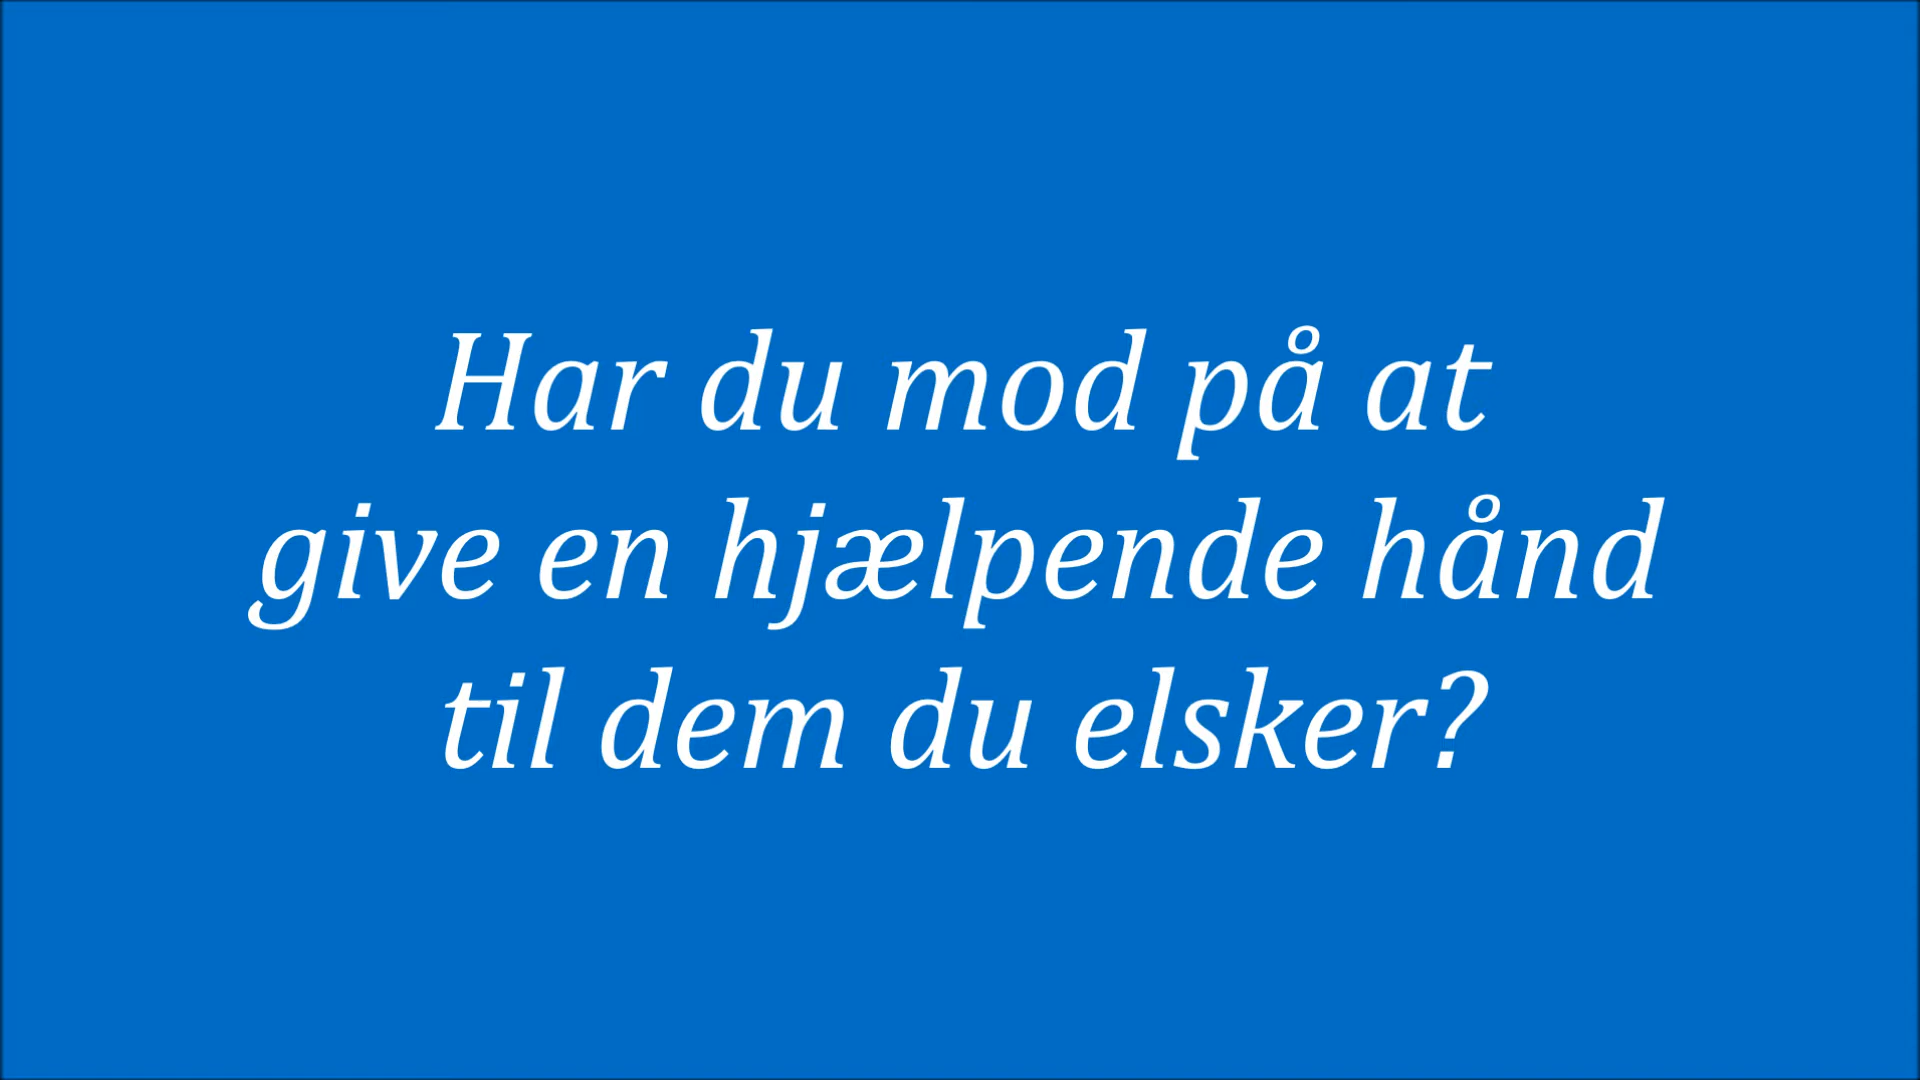 Har du mod på at
give en hjælpende hånd
til dem du elsker?